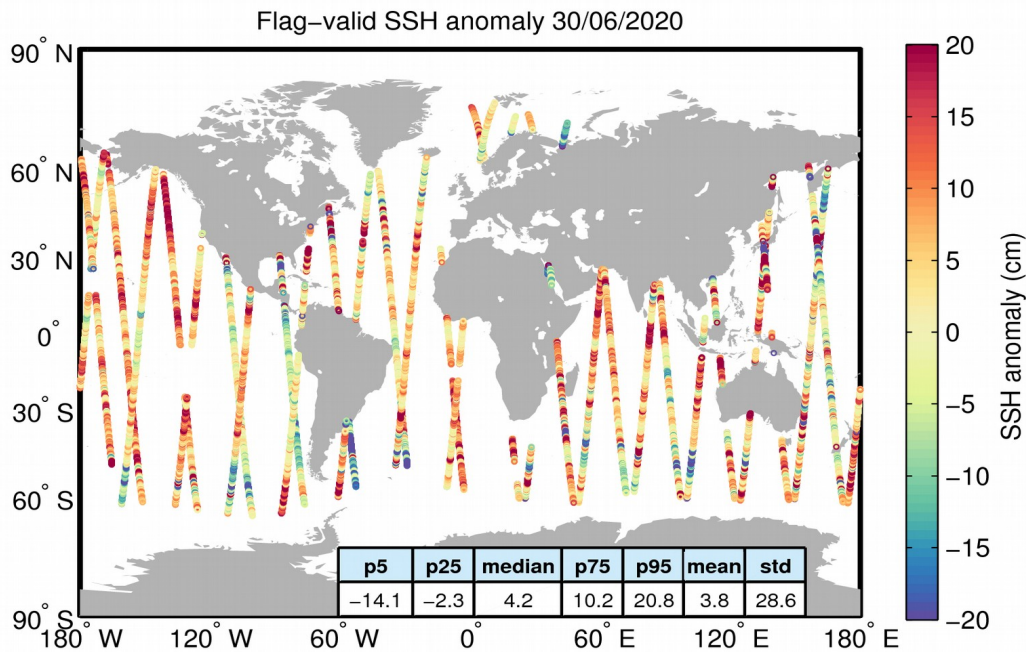 Flag−valid SSH anomaly 30/06/2020
90° N
60° N
30° N
0°
30° S
60° S
90° S
180° W
120° W
60° W
0°
60° E
120° E
180° E
p5 p25 median p75 p95 mean std
−14.1 −2.3 4.2 10.2 20.8 3.8 28.6
20
15
10
5
0
−5
−10
−15
−20
SSH anomaly (cm)